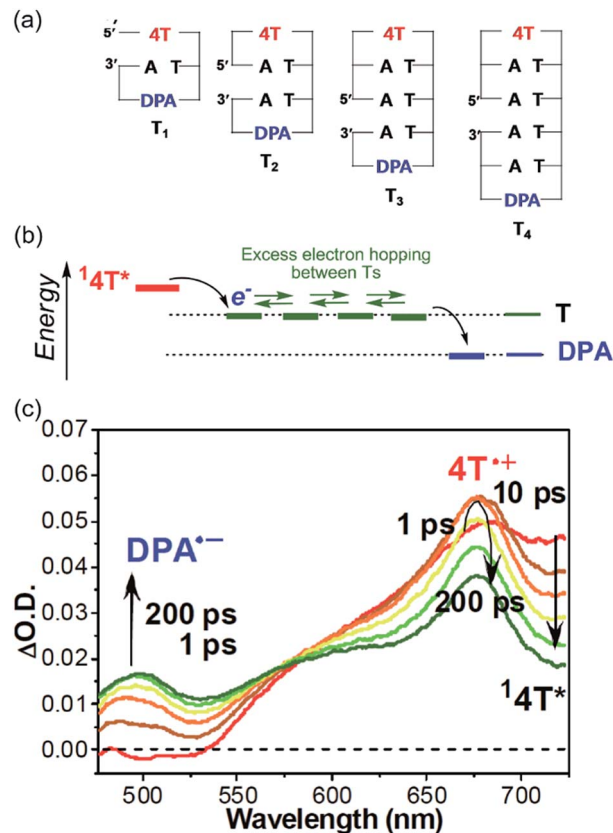 (a)
5′ 4T
3′ A T
DPA
T₁
4T
5′ A T
3′ A T
DPA
T₂
4T
A T
5′ A T
3′ A T
DPA
T₃
4T
A T
A T
5′ A T
3′ A T
A T
DPA
T₄
(b)
Energy
¹4T*
e⁻
Excess electron hopping
between Ts
T
DPA
(c)
ΔO.D.
0.07
0.06
0.05
0.04
0.03
0.02
0.01
0.00
DPA•−
200 ps
1 ps
4T•+
1 ps
10 ps
200 ps
¹4T*
500 550 600 650 700
Wavelength (nm)